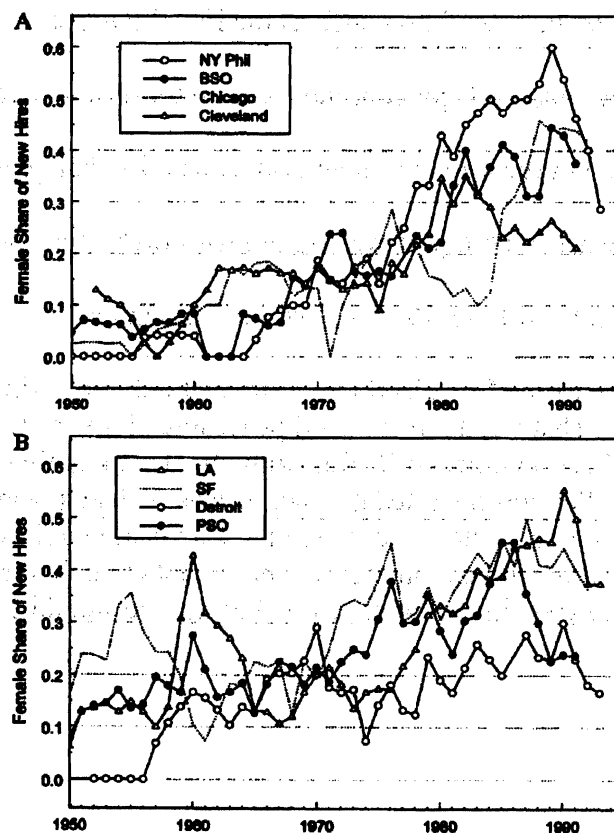 A
Female Share of New Hires
0.6
0.5
0.4
0.3
0.2
0.1
0.0
NY Phil
BSO
Chicago
Cleveland
1950 1960 1970 1980 1990
B
Female Share of New Hires
0.6
0.5
0.4
0.3
0.2
0.1
0.0
LA
SF
Detroit
PSO
1950 1960 1970 1980 1990